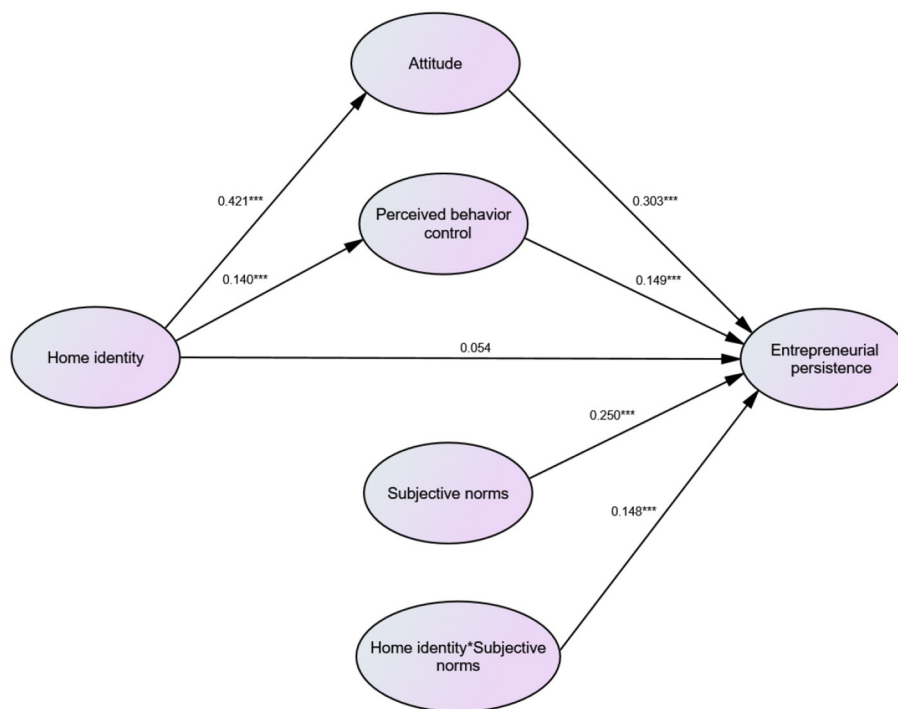 Attitude
0.421***
0.303***
Perceived behavior
control
0.140***
0.149***
Home identity
0.054
Entrepreneurial
persistence
0.250***
Subjective norms
0.148***
Home identity*Subjective
norms